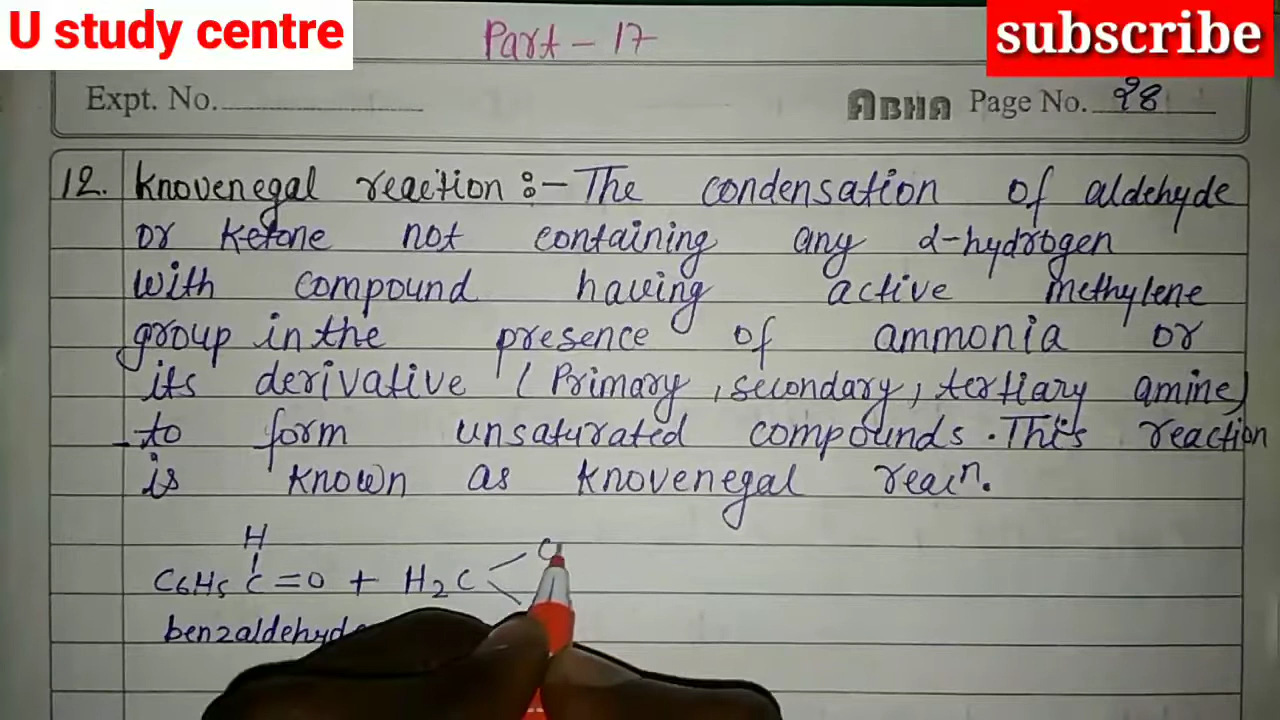 U study centre
Part - 17
subscribe
Expt. No.
ABHA Page No. 28
12. Knovenegal reaction :- The condensation of aldehyde
or ketone not containing any α-hydrogen
with compound having active methylene
group in the presence of ammonia or
its derivative (Primary, secondary, tertiary amine)
to form unsaturated compounds. This reaction
is known as knovenegal reacn.
H
C6H5 C=O + H2C
benzaldehyd